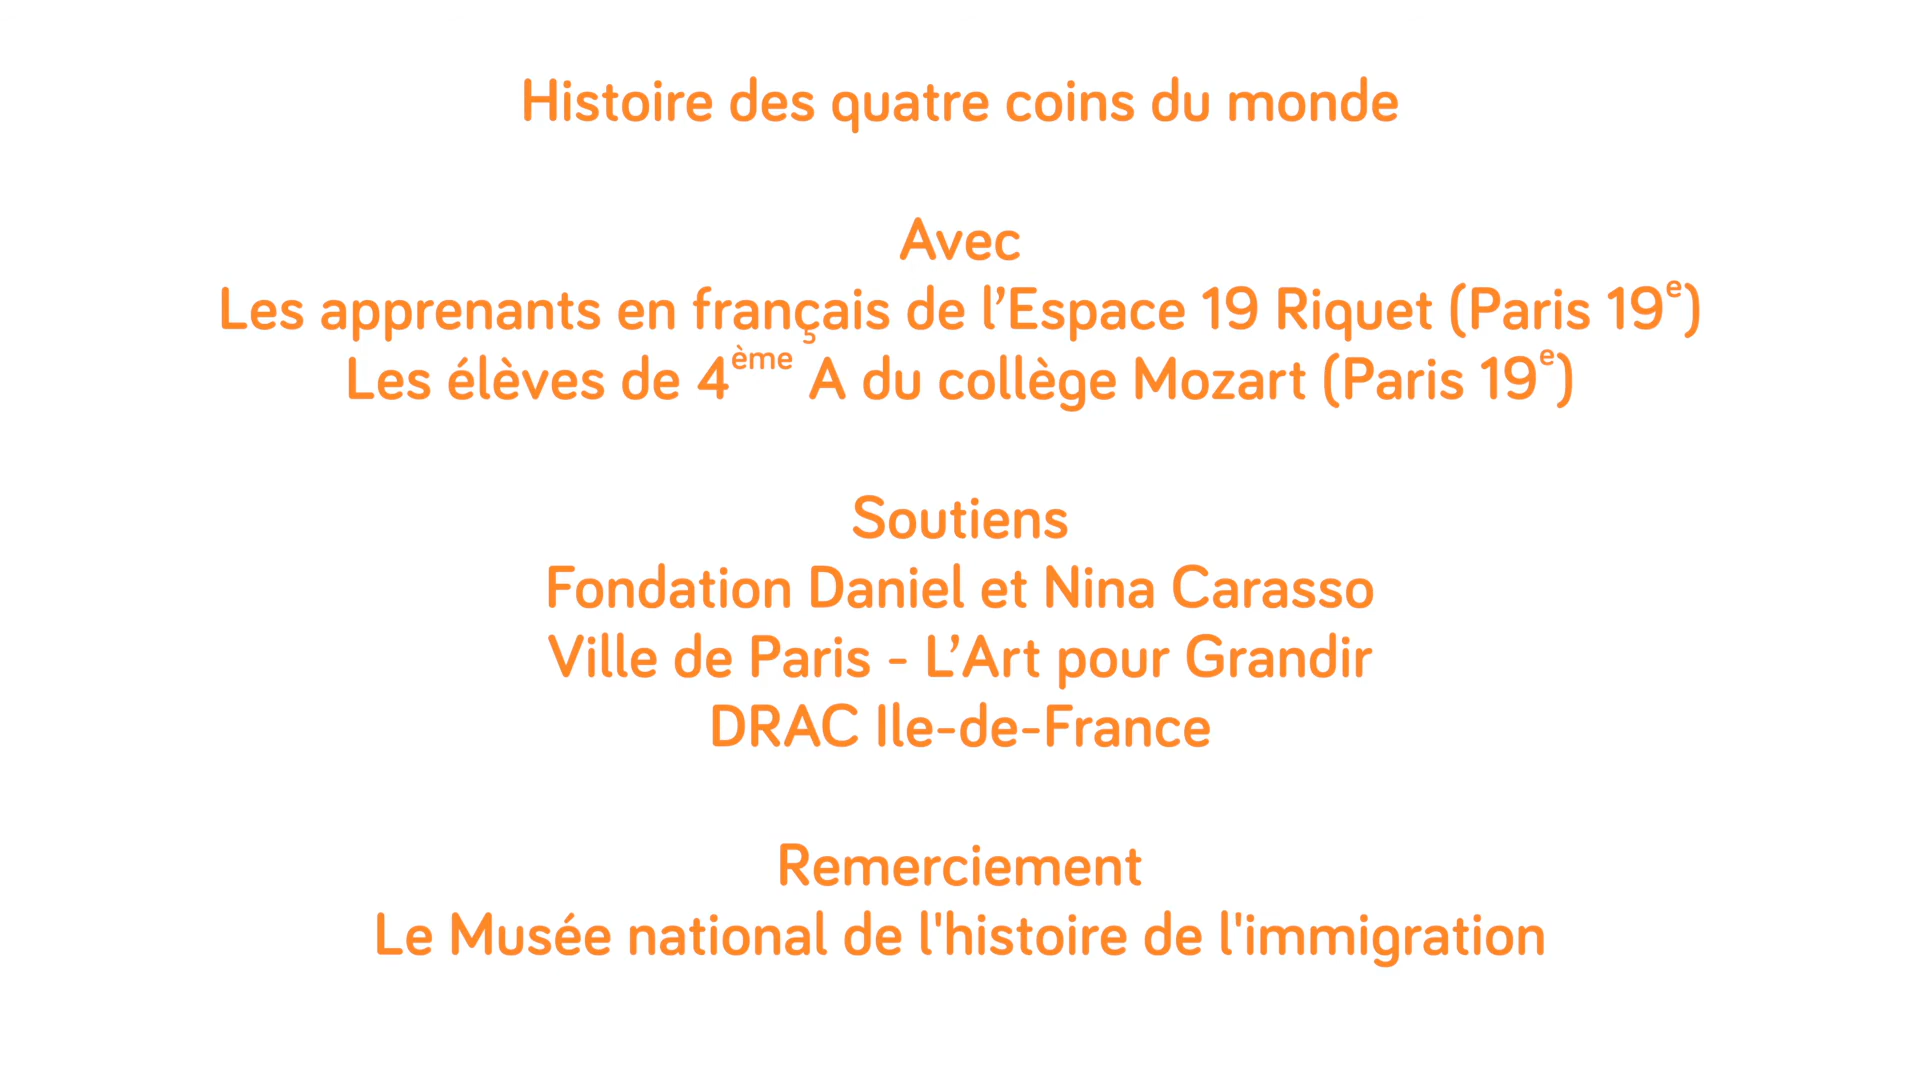 Histoire des quatre coins du monde
Avec
Les apprenants en français de l’Espace 19 Riquet (Paris 19e)
Les élèves de 4ème A du collège Mozart (Paris 19e)
Soutiens
Fondation Daniel et Nina Carasso
Ville de Paris - L’Art pour Grandir
DRAC Ile-de-France
Remerciement
Le Musée national de l'histoire de l'immigration